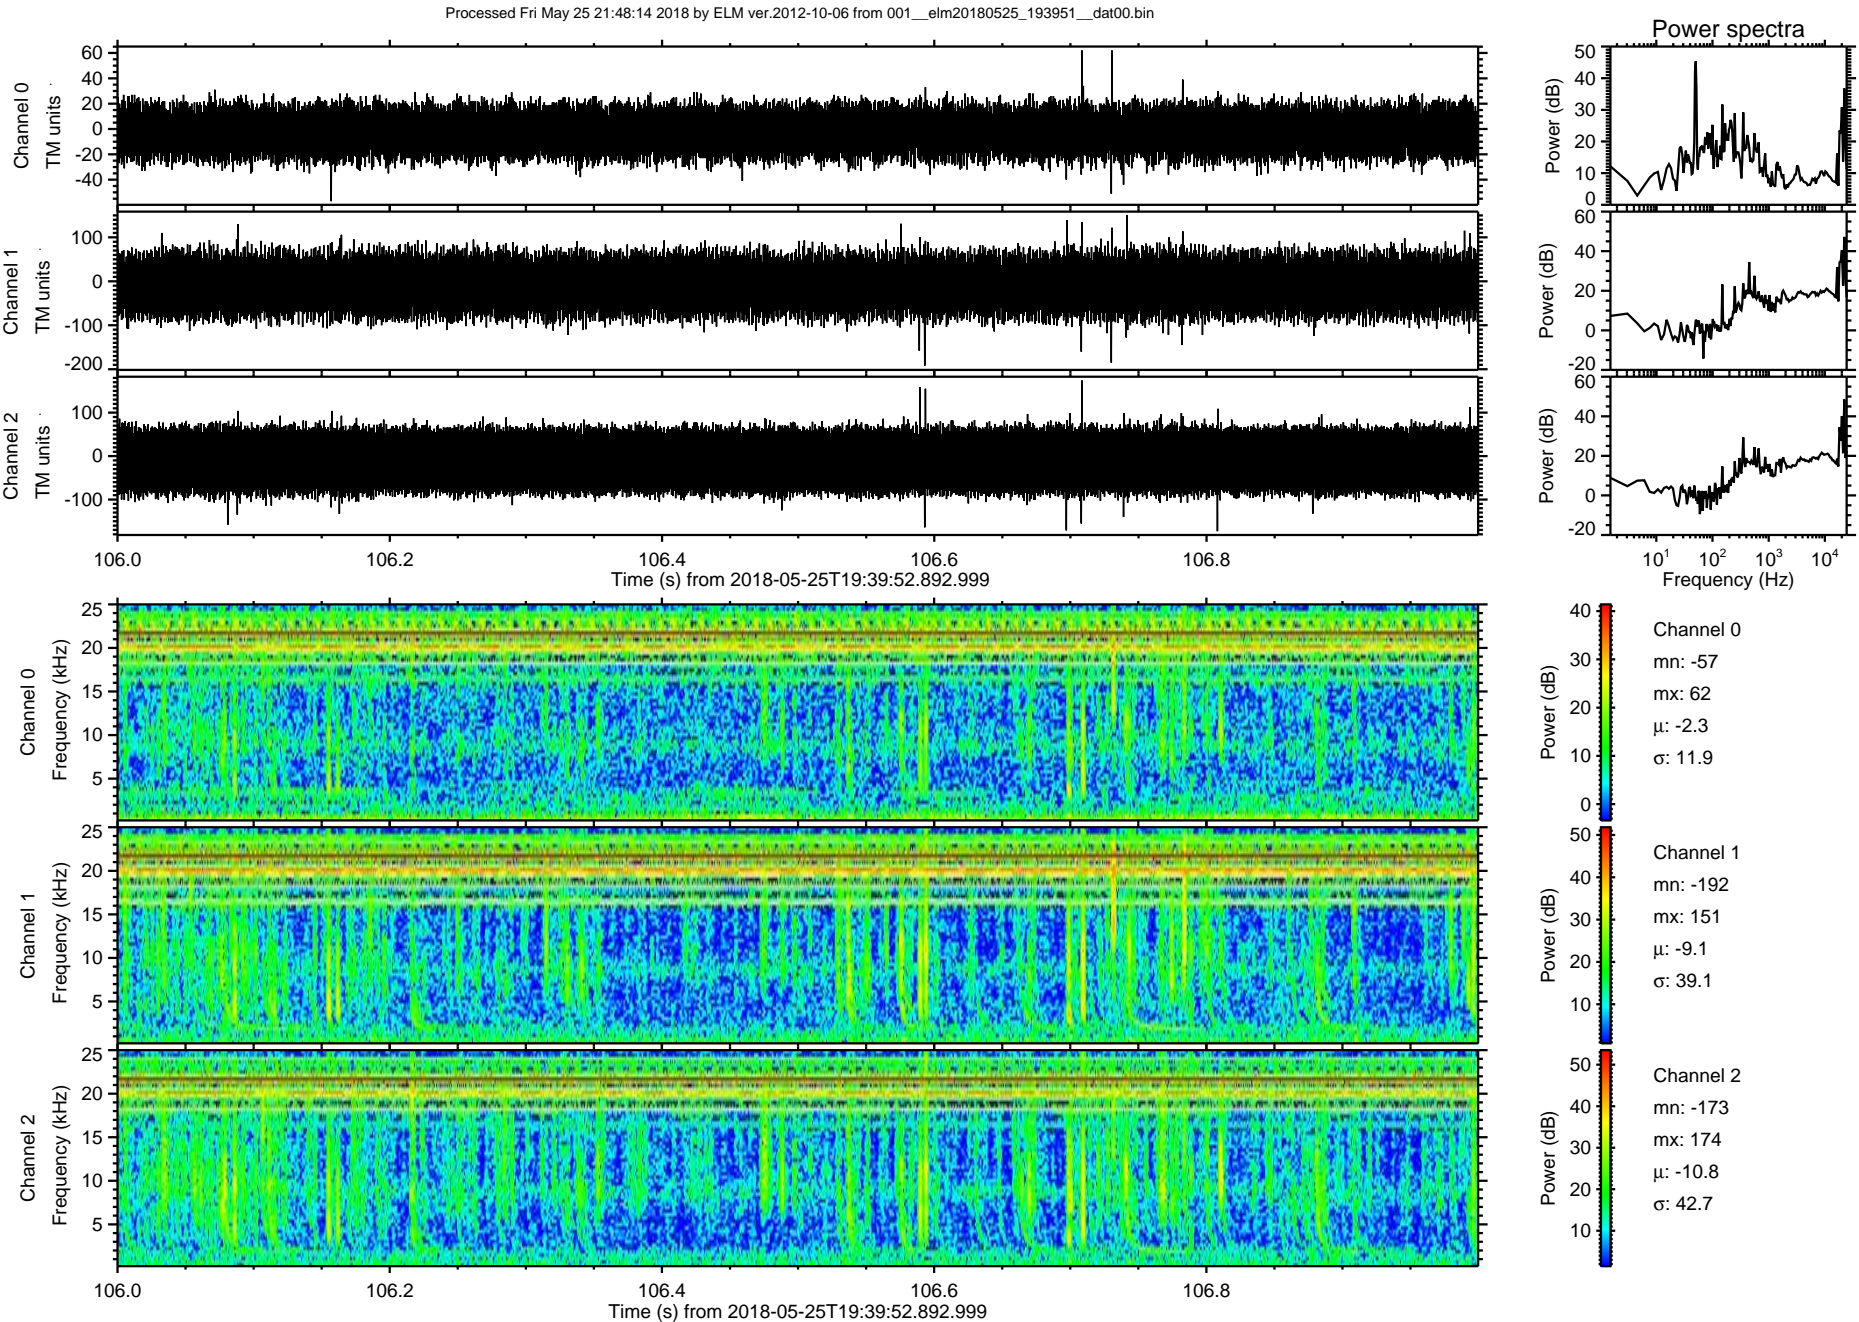 Processed Fri May 25 21:48:14 2018 by ELM ver.2012-10-06 from 001__elm20180525_193951__dat00.bin
Power spectra
Channel 0
TM units
60
40
20
0
-20
-40
Power (dB)
50
40
30
20
10
0
Channel 1
TM units
100
0
-100
-200
Power (dB)
60
40
20
0
-20
Channel 2
TM units
100
0
-100
Power (dB)
60
40
20
0
-20
106.0 106.2 106.4 106.6 106.8
Time (s) from 2018-05-25T19:39:52.892.999
10¹ 10² 10³ 10⁴
Frequency (Hz)
Channel 0
Frequency (kHz)
25
20
15
10
5
Power (dB)
40
30
20
10
0
Channel 0
mn: -57
mx: 62
μ: -2.3
σ: 11.9
Channel 1
Frequency (kHz)
25
20
15
10
5
Power (dB)
50
40
30
20
10
Channel 1
mn: -192
mx: 151
μ: -9.1
σ: 39.1
Channel 2
Frequency (kHz)
25
20
15
10
5
Power (dB)
50
40
30
20
10
Channel 2
mn: -173
mx: 174
μ: -10.8
σ: 42.7
106.0 106.2 106.4 106.6 106.8
Time (s) from 2018-05-25T19:39:52.892.999